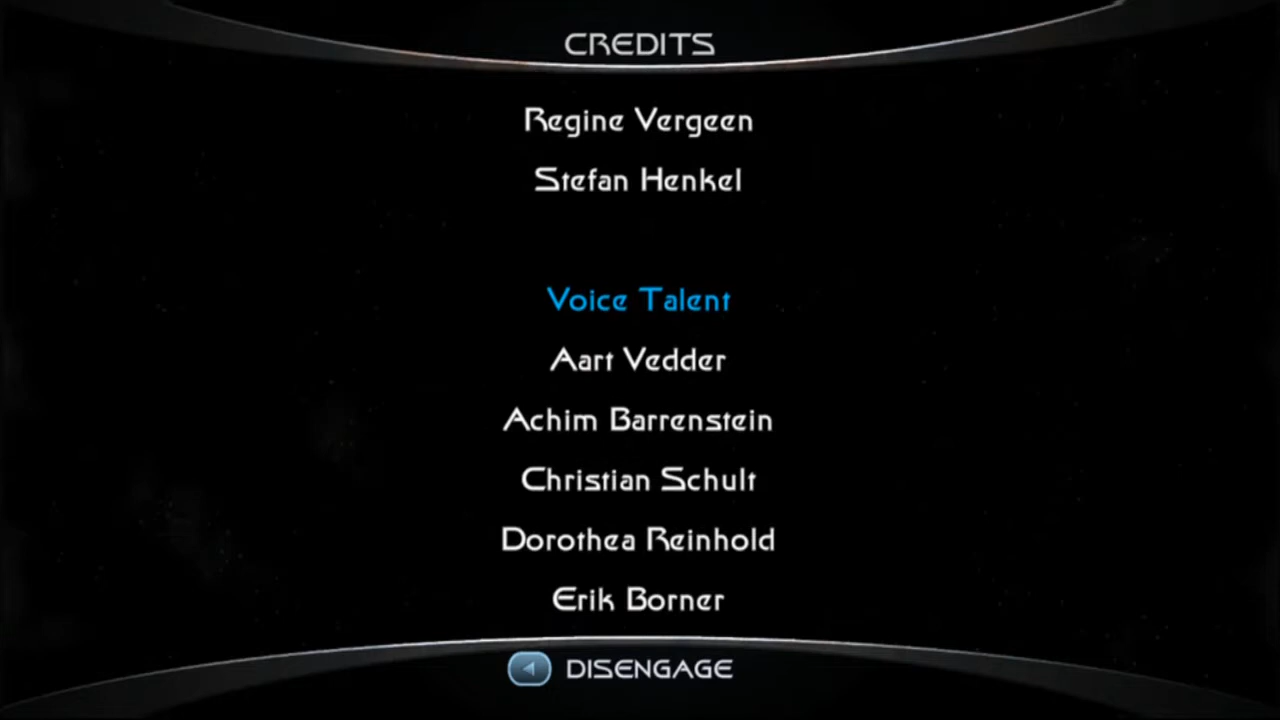 CREDITS
Regine Vergeen
Stefan Henkel
Voice Talent
Aart Vedder
Achim Barrenstein
Christian Schult
Dorothea Reinhold
Erik Borner
DISENGAGE